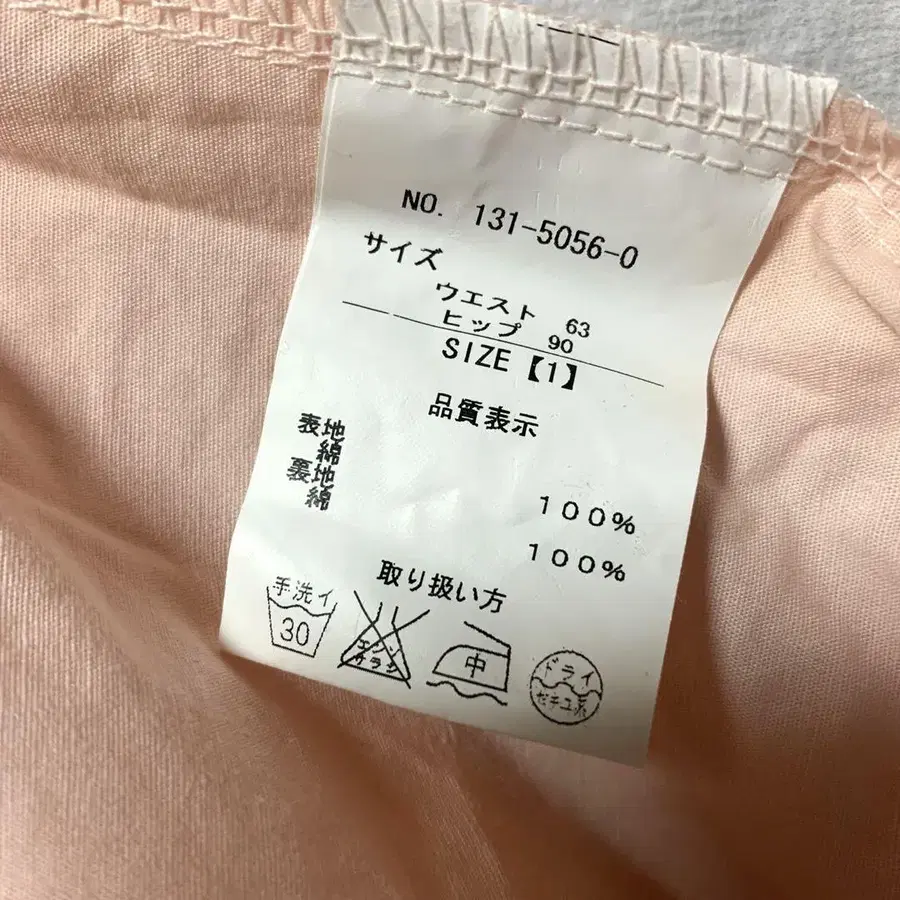 NO. 131-5056-0
サイズ
ウエスト 63
ヒップ 90
SIZE【1】
品質表示
表地
綿 100%
裏地
綿 100%
取り扱い方
手洗イ
30
エンソ
サラシ
中
ドライ
セキユ系